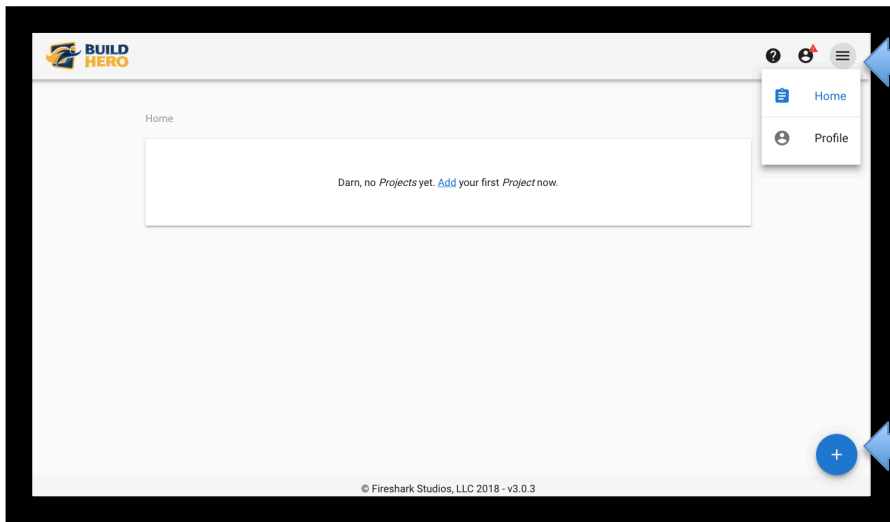 BUILD
HERO
Home
Profile
Home
Darn, no Projects yet. Add your first Project now.
© Fireshark Studios, LLC 2018 - v3.0.3